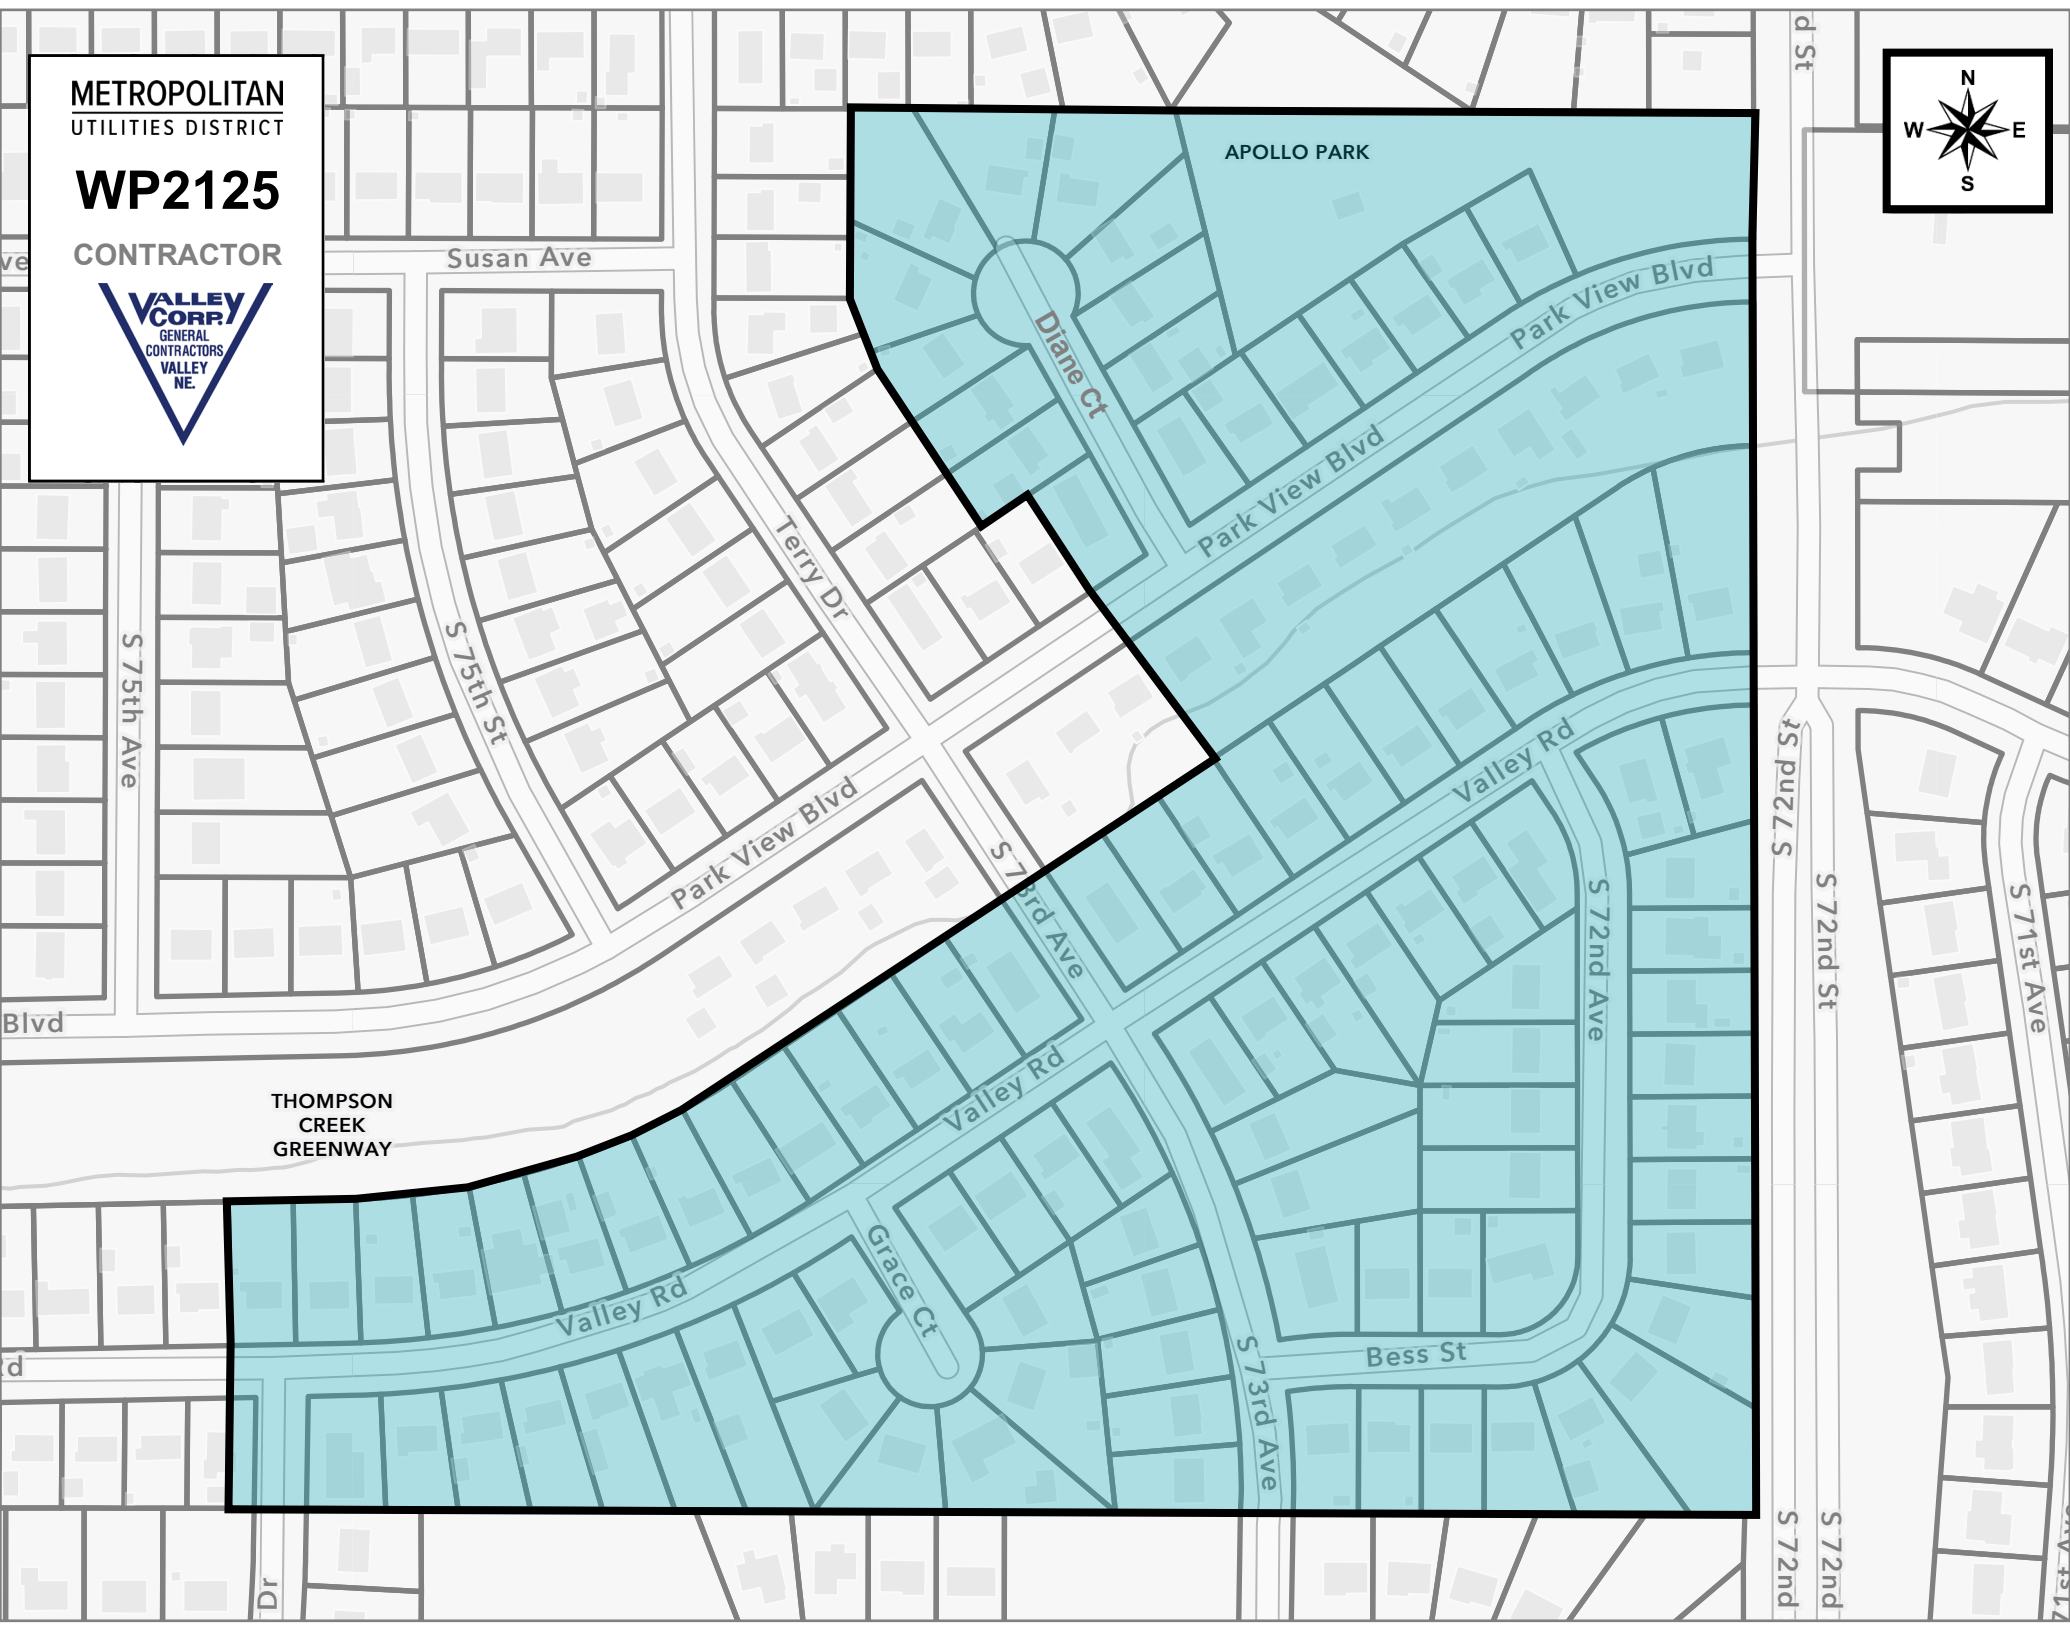 METROPOLITAN
UTILITIES DISTRICT
WP2125
CONTRACTOR
VALLEY
CORP.
GENERAL
CONTRACTORS
VALLEY
NE.
N
W E
S
d St
APOLLO PARK
Susan Ave
ve
Park View Blvd
Diane Ct
Park View Blvd
Terry Dr
S 75th Ave
S 75th St
Valley Rd
S 72nd St
Park View Blvd
S 73rd Ave
S 72nd Ave
S 72nd St
S 71st Ave
Blvd
Valley Rd
THOMPSON
CREEK
GREENWAY
Grace Ct
Valley Rd
Rd
Bess St
S 73rd Ave
S 72nd
S 72nd
Dr